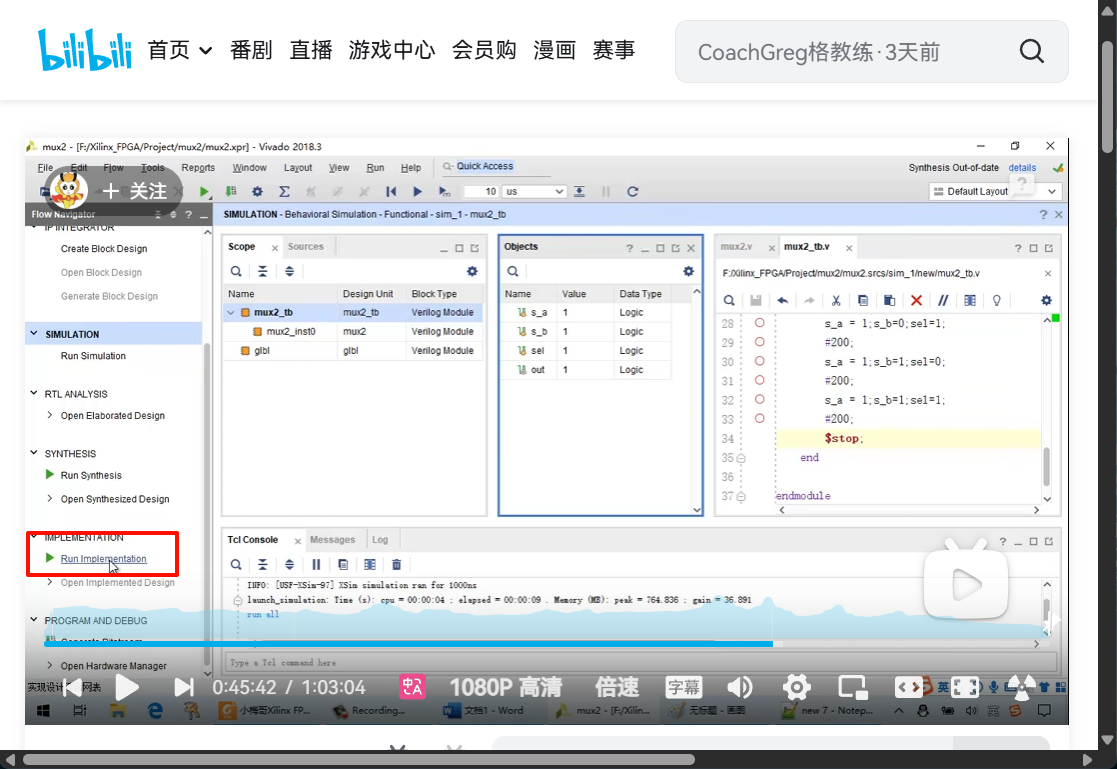 bilibili 首页 番剧 直播 游戏中心 会员购 漫画 赛事 CoachGreg格教练·3天前
mux2 - [F:/Xilinx_FPGA/Project/mux2/mux2.xpr] - Vivado 2018.3
File Edit Flow Tools Reports Window Layout View Run Help Quick Access Synthesis Out-of-date details
+ 关注
10 us Default Layout
Flow Navigator
SIMULATION - Behavioral Simulation - Functional - sim_1 - mux2_tb
IP INTEGRATOR
Create Block Design
Open Block Design
Generate Block Design
SIMULATION
Run Simulation
RTL ANALYSIS
Open Elaborated Design
SYNTHESIS
Run Synthesis
Open Synthesized Design
IMPLEMENTATION
Run Implementation
Open Implemented Design
PROGRAM AND DEBUG
Generate Bitstream
Open Hardware Manager
Scope Sources
Name Design Unit Block Type
mux2_tb mux2_tb Verilog Module
mux2_inst0 mux2 Verilog Module
glbl glbl Verilog Module
Objects
Name Value Data Type
s_a 1 Logic
s_b 1 Logic
sel 1 Logic
out 1 Logic
mux2.v mux2_tb.v
F:/Xilinx_FPGA/Project/mux2/mux2.srcs/sim_1/new/mux2_tb.v
28 s_a = 1;s_b=0;sel=1;
29 #200;
30 s_a = 1;s_b=1;sel=0;
31 #200;
32 s_a = 1;s_b=1;sel=1;
33 #200;
34 $stop;
35 end
36
37 endmodule
Tcl Console Messages Log
INFO: [USF-XSim-97] XSim simulation ran for 1000ns
launch_simulation: Time (s): cpu = 00:00:04 ; elapsed = 00:00:09 . Memory (MB): peak = 764.836 ; gain = 36.891
run all
Type a Tcl command here
0:45:42 / 1:03:04 1080P 高清 倍速 字幕 英
小梅哥Xilinx FP... Recording... 文档1 - Word mux2 - [F:/Xilin... 无标题 - 画图 new 7 - Notep...